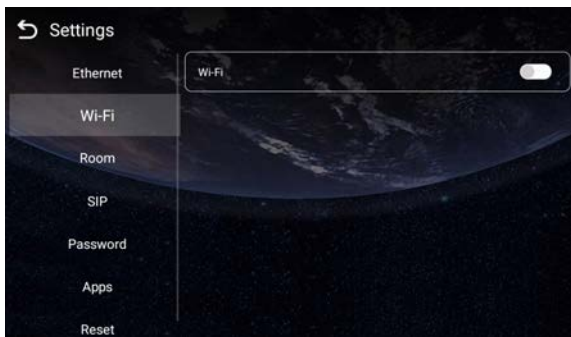 Settings
Ethernet
Wi-Fi
Room
SIP
Password
Apps
Reset
Wi-Fi